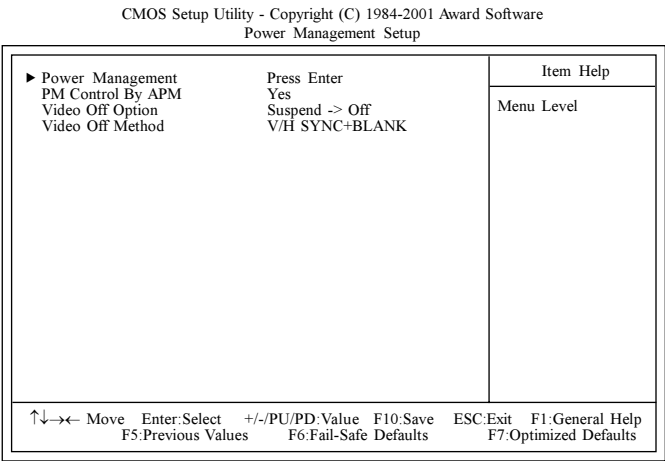 CMOS Setup Utility - Copyright (C) 1984-2001 Award Software
Power Management Setup
▶ Power Management Press Enter
PM Control By APM Yes
Video Off Option Suspend -> Off
Video Off Method V/H SYNC+BLANK
Item Help
Menu Level
↑↓→← Move Enter:Select +/-/PU/PD:Value F10:Save ESC:Exit F1:General Help
F5:Previous Values F6:Fail-Safe Defaults F7:Optimized Defaults